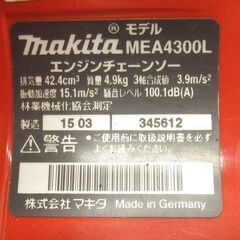 makita® モデル
MEA4300L
エンジンチェーンソー
排気量 42.4cm³ 質量 4.9kg 3軸合成値 3.9m/s²
振動加速度 15.1m/s² 騒音レベル 100.1dB(A)
林業機械化協会測定
製造 15 03 345612
警告 ご使用前に取扱説明書を必
ずお読みください。
株式会社マキタ Made in Germany